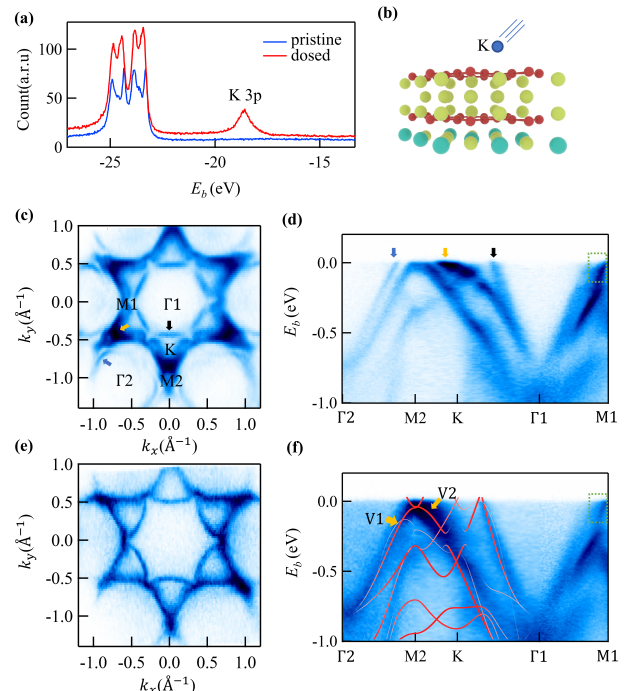 (a)
Count(a.r.u)
100
50
0
pristine
dosed
K 3p
-25
-20
-15
E_b (eV)
(b)
K
(c)
k_y(Å⁻¹)
1.0
0.5
0.0
-0.5
-1.0
M1
Γ1
K
M2
Γ2
-1.0 -0.5 0.0 0.5 1.0
k_x(Å⁻¹)
(d)
E_b (eV)
0.0
-0.5
-1.0
Γ2 M2 K Γ1 M1
(e)
k_y(Å⁻¹)
1.0
0.5
0.0
-0.5
-1.0
-1.0 -0.5 0.0 0.5 1.0
k_x(Å⁻¹)
(f)
E_b (eV)
0.0
-0.5
-1.0
V1
V2
Γ2 M2 K Γ1 M1